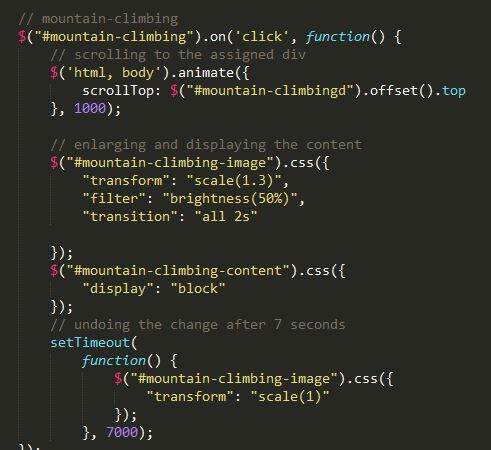 // mountain-climbing
$("#mountain-climbing").on('click', function() {
// scrolling to the assigned div
$('html, body').animate({
scrollTop: $("#mountain-climbingd").offset().top
}, 1000);
// enlarging and displaying the content
$("#mountain-climbing-image").css({
"transform": "scale(1.3)",
"filter": "brightness(50%)",
"transition": "all 2s"
});
$("#mountain-climbing-content").css({
"display": "block"
});
// undoing the change after 7 seconds
setTimeout(
function() {
$("#mountain-climbing-image").css({
"transform": "scale(1)"
});
}, 7000);
});